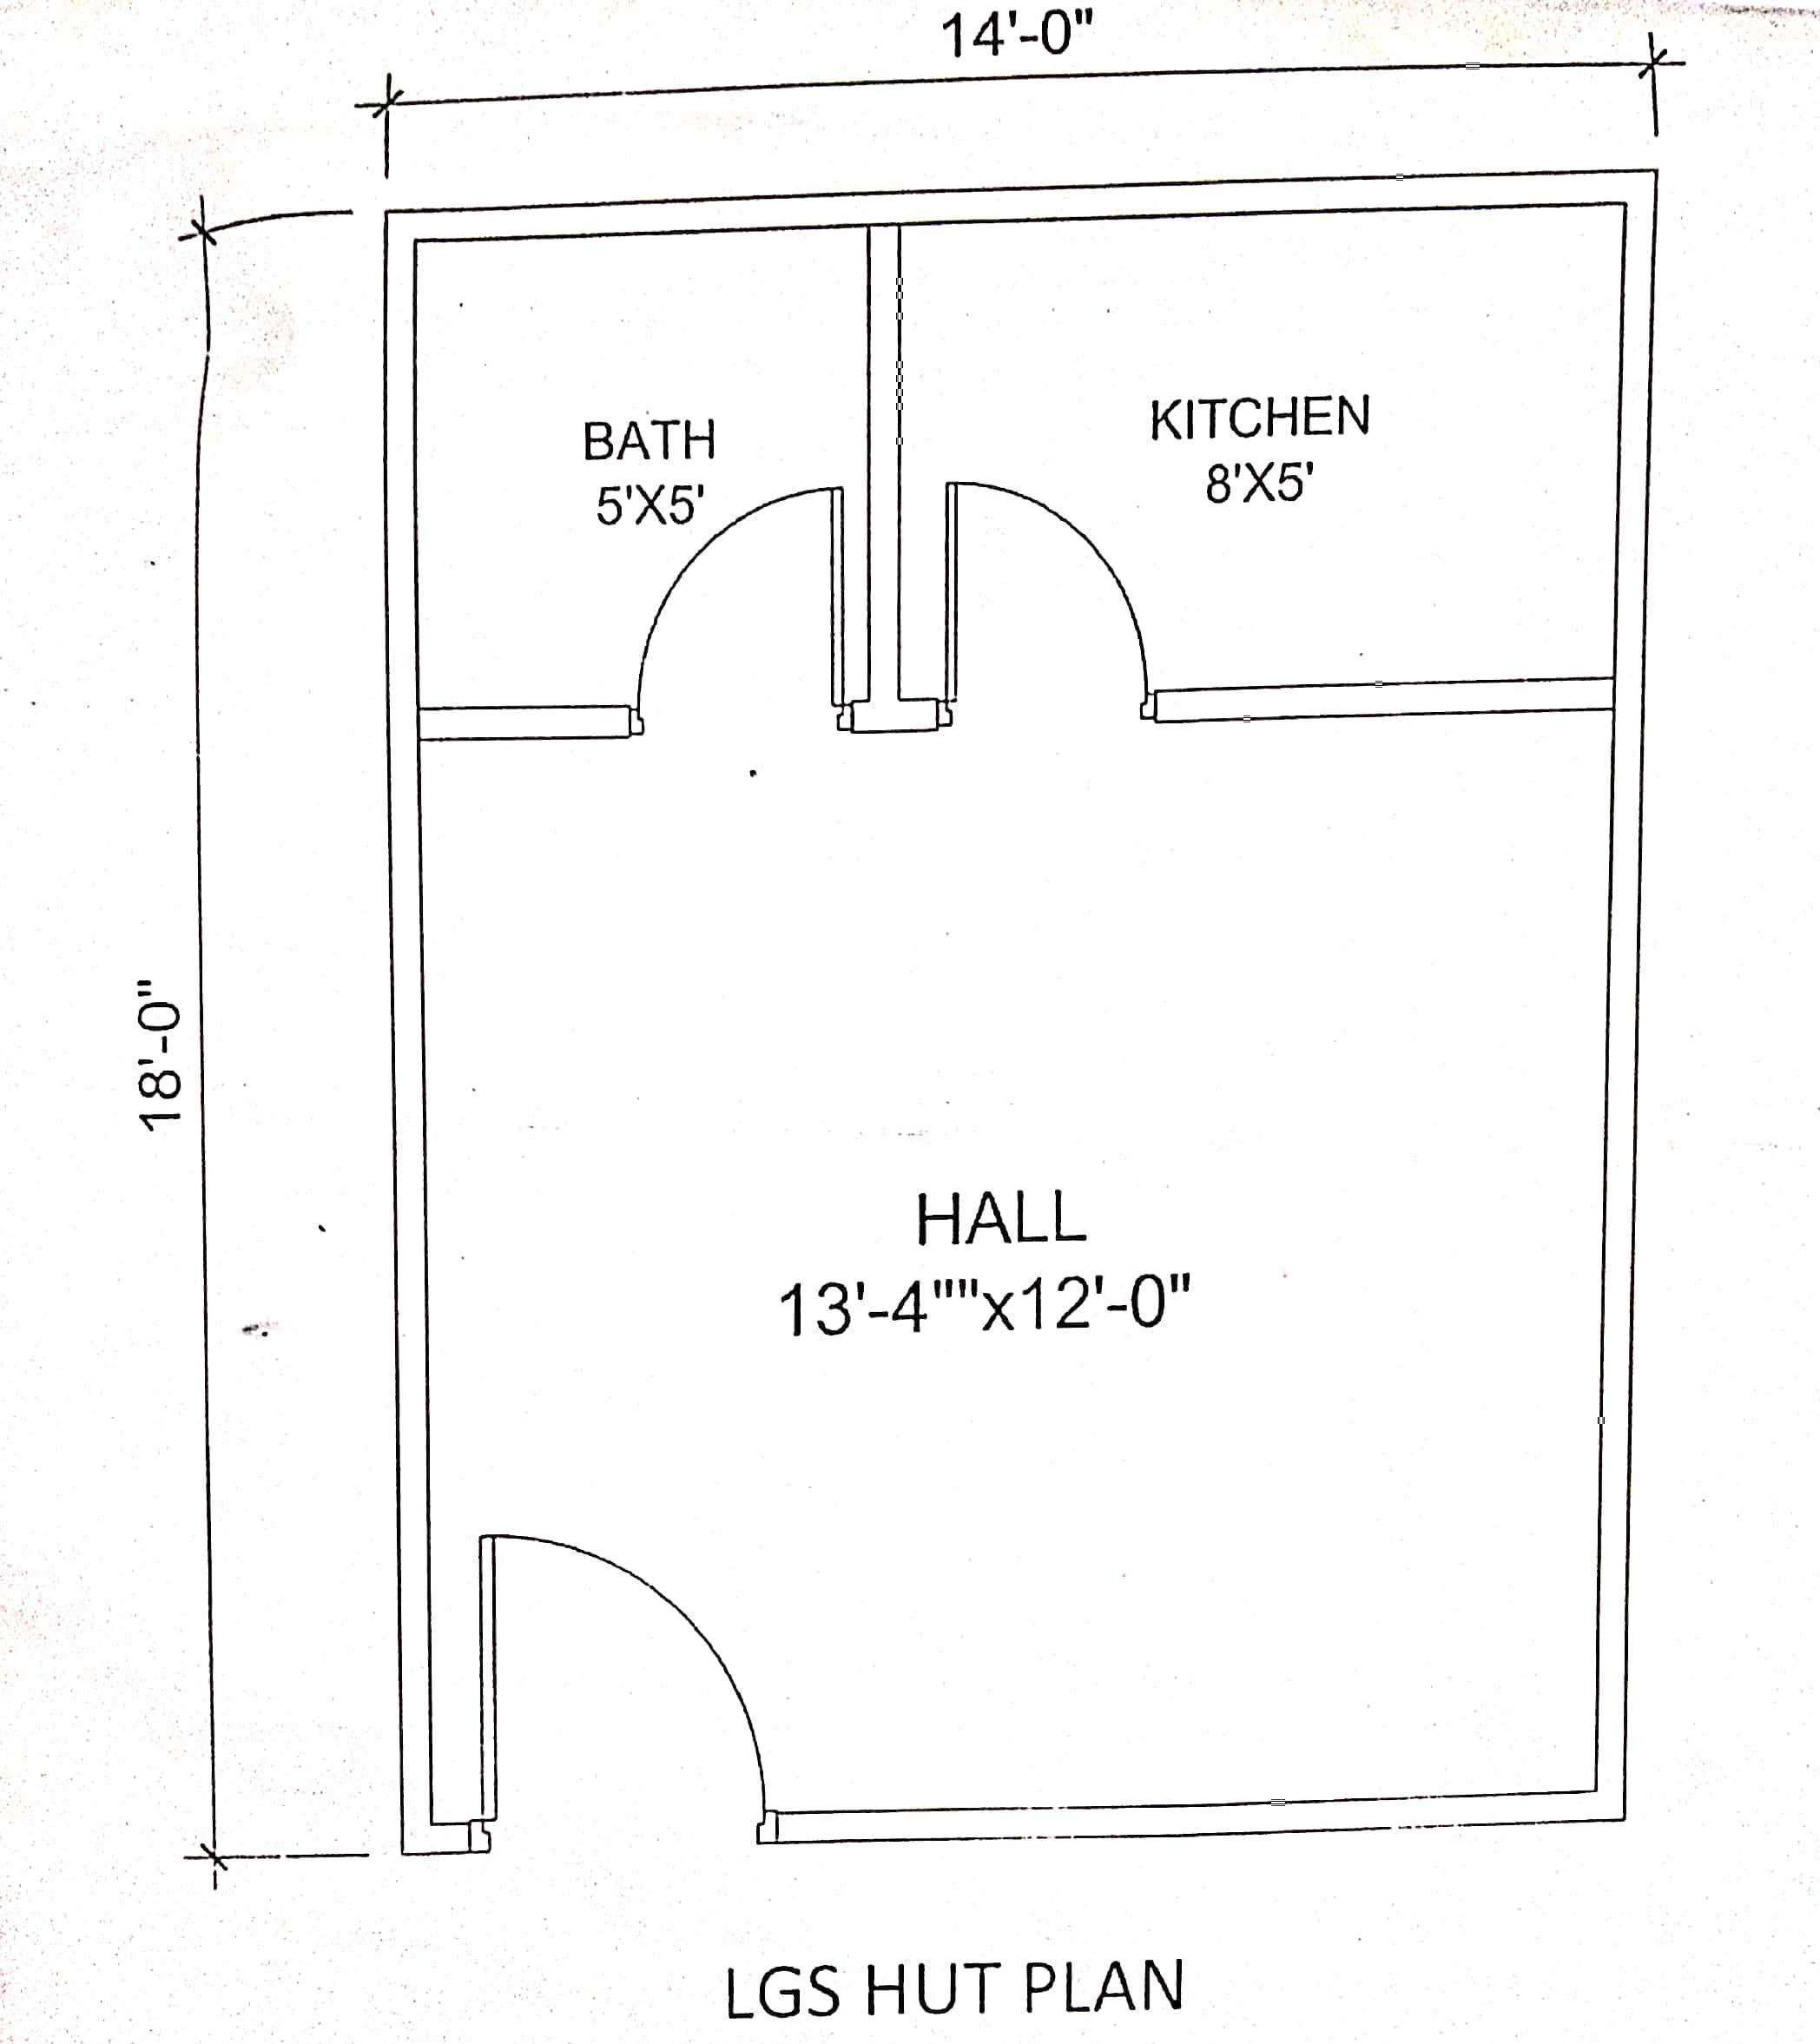 14'-0"
BATH
5'X5'
KITCHEN
8'X5'
18'-0"
HALL
13'-4""x12'-0"
LGS HUT PLAN